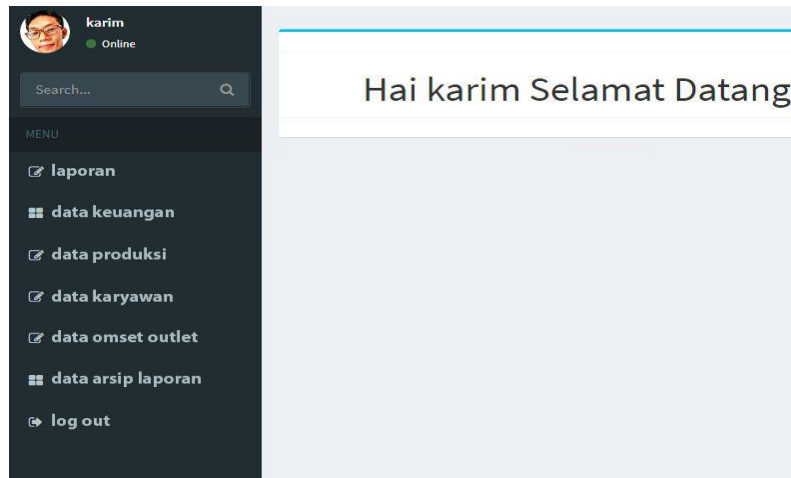 karim
Online
Search...
MENU
laporan
data keuangan
data produksi
data karyawan
data omset outlet
data arsip laporan
log out
Hai karim Selamat Datang